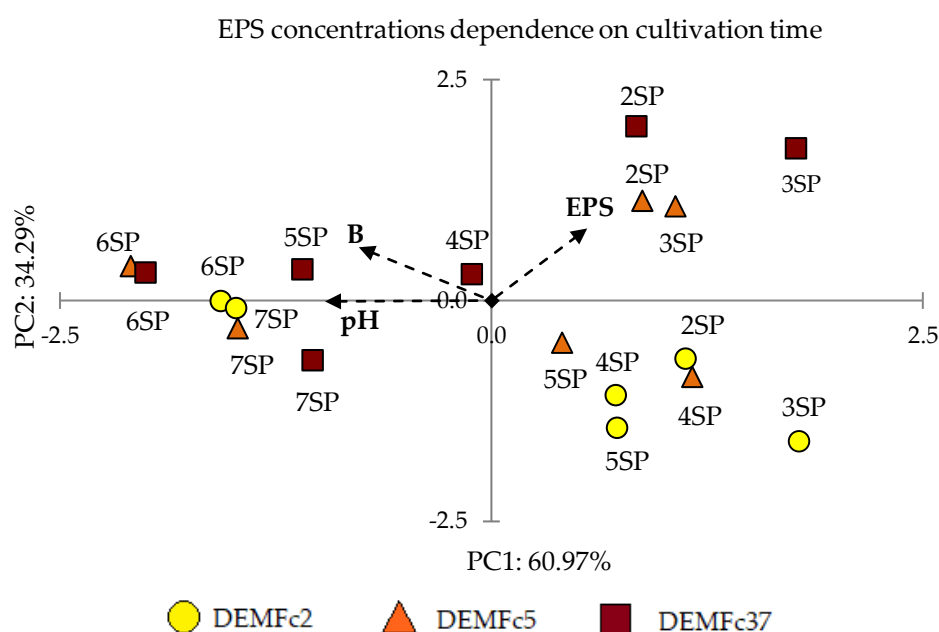 EPS concentrations dependence on cultivation time
2.5
2SP
3SP
2SP
EPS
3SP
B
4SP
5SP
6SP
6SP
6SP
PC2: 34.29%
0.0
-2.5
0.0
2.5
pH
7SP
7SP
7SP
2SP
4SP
5SP
4SP
3SP
5SP
-2.5
PC1: 60.97%
DEMFc2 DEMFc5 DEMFc37